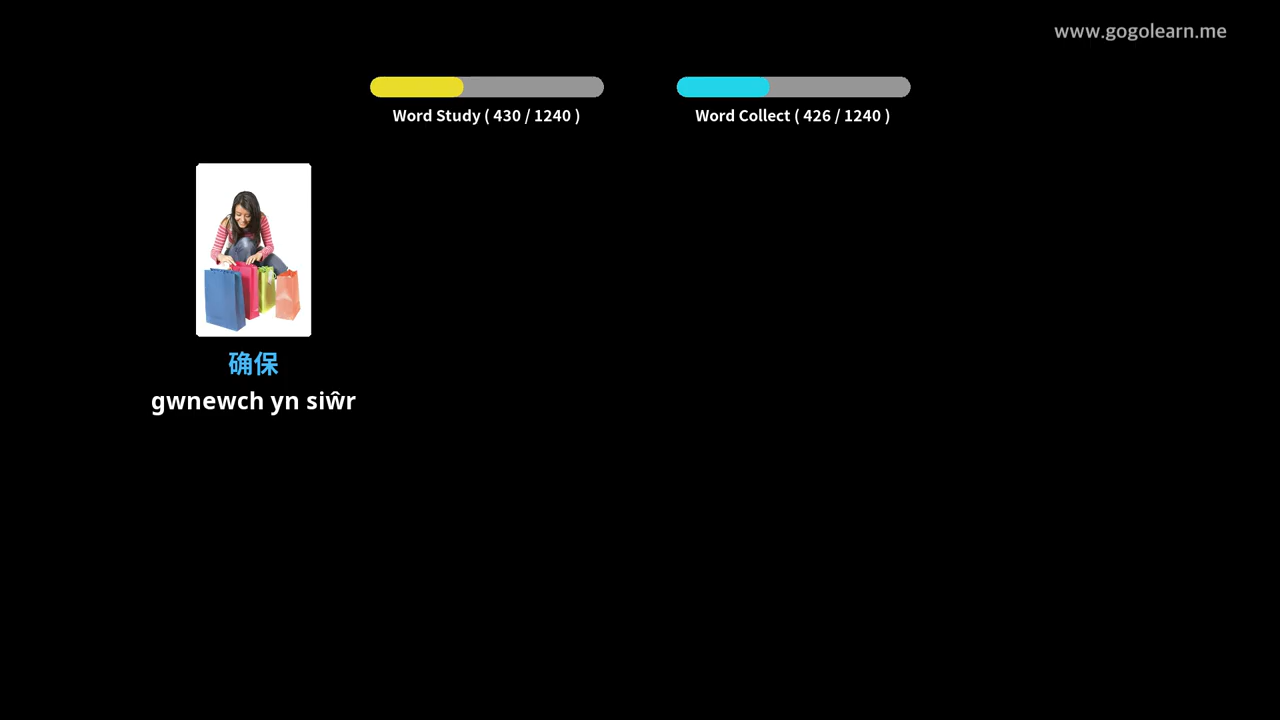 www.gogolearn.me
Word Study ( 430 / 1240 )
Word Collect ( 426 / 1240 )
确保
gwnewch yn siŵr